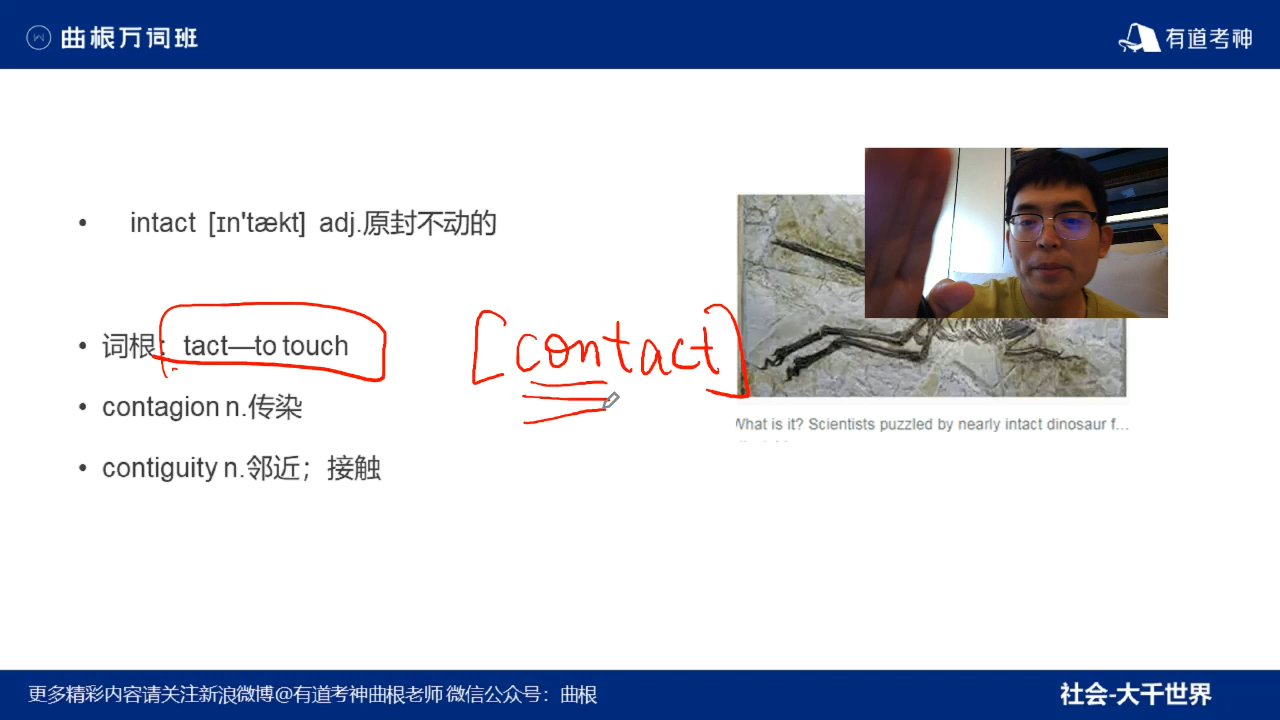 曲根万词班
有道考神
• intact [ɪn'tækt] adj.原封不动的
• 词根：tact—to touch
[contact]
• contagion n.传染
• contiguity n.邻近；接触
What is it? Scientists puzzled by nearly intact dinosaur f...
更多精彩内容请关注新浪微博@有道考神曲根老师 微信公众号：曲根
社会-大千世界